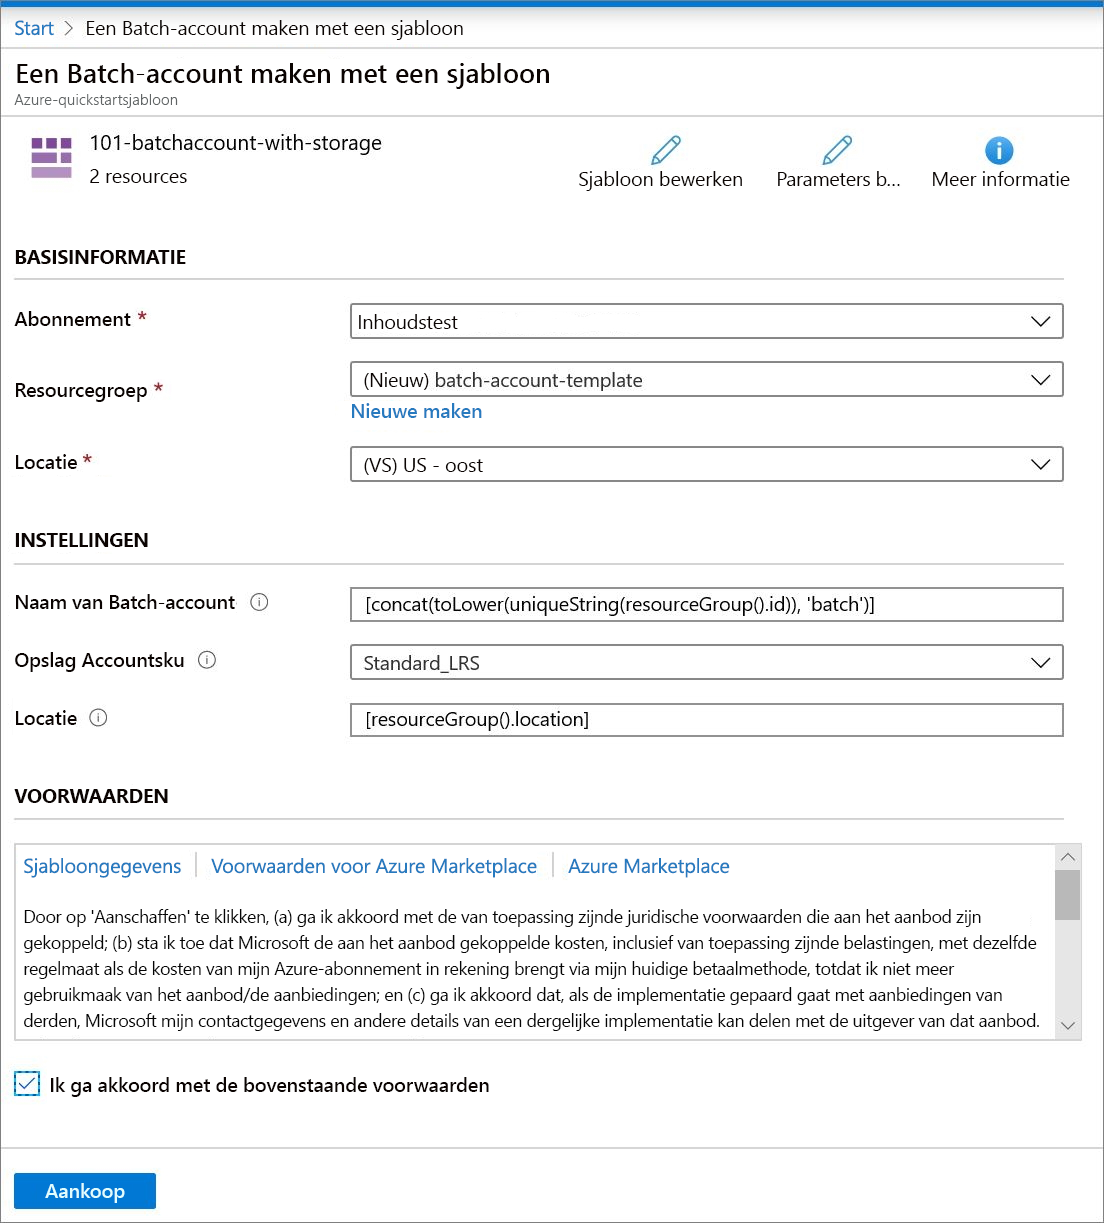 Start > Een Batch-account maken met een sjabloon
Een Batch-account maken met een sjabloon
Azure-quickstartsjabloon
101-batchaccount-with-storage
2 resources
Sjabloon bewerken
Parameters b...
Meer informatie
BASISINFORMATIE
Abonnement *
Inhoudstest
Resourcegroep *
(Nieuw) batch-account-template
Nieuwe maken
Locatie *
(VS) US - oost
INSTELLINGEN
Naam van Batch-account
[concat(toLower(uniqueString(resourceGroup().id)), 'batch')]
Opslag Accountsku
Standard_LRS
Locatie
[resourceGroup().location]
VOORWAARDEN
Sjabloongegevens | Voorwaarden voor Azure Marketplace | Azure Marketplace
Door op 'Aanschaffen' te klikken, (a) ga ik akkoord met de van toepassing zijnde juridische voorwaarden die aan het aanbod zijn
gekoppeld; (b) sta ik toe dat Microsoft de aan het aanbod gekoppelde kosten, inclusief van toepassing zijnde belastingen, met dezelfde
regelmaat als de kosten van mijn Azure-abonnement in rekening brengt via mijn huidige betaalmethode, totdat ik niet meer
gebruikmaak van het aanbod/de aanbiedingen; en (c) ga ik akkoord dat, als de implementatie gepaard gaat met aanbiedingen van
derden, Microsoft mijn contactgegevens en andere details van een dergelijke implementatie kan delen met de uitgever van dat aanbod.
Ik ga akkoord met de bovenstaande voorwaarden
Aankoop